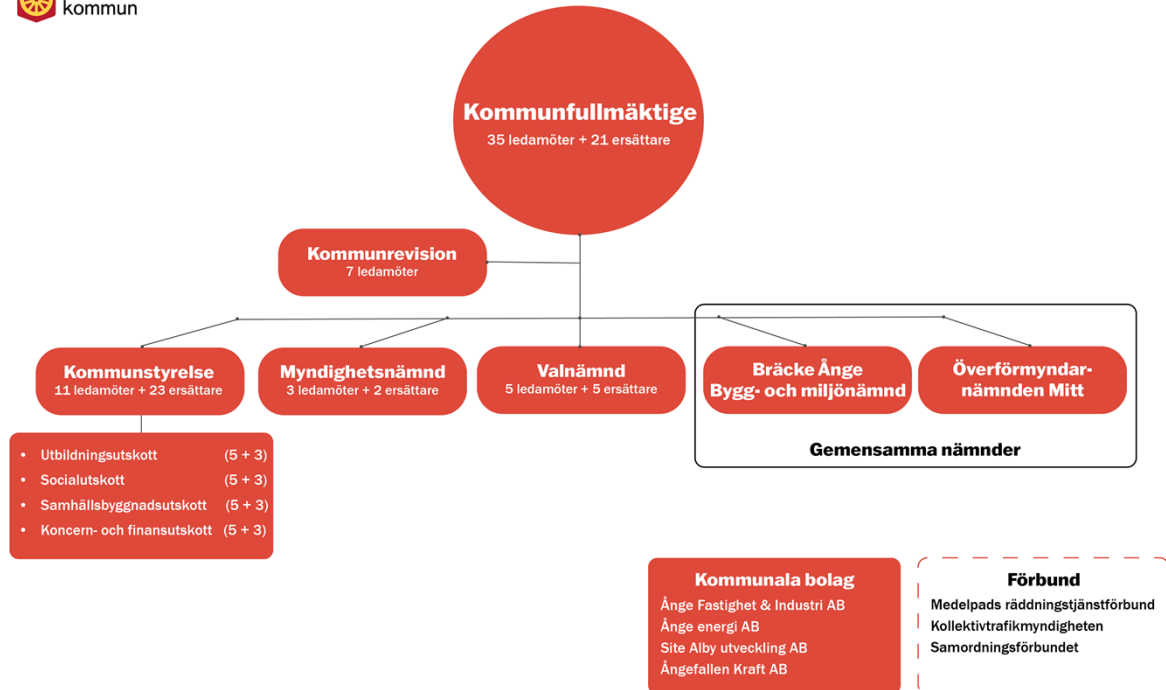 kommun
Kommunfullmäktige
35 ledamöter + 21 ersättare
Kommunrevision
7 ledamöter
Kommunstyrelse
11 ledamöter + 23 ersättare
Myndighetsnämnd
3 ledamöter + 2 ersättare
Valnämnd
5 ledamöter + 5 ersättare
Bräcke Ånge
Bygg- och miljönämnd
Överförmyndar-
nämnden Mitt
Gemensamma nämnder
• Utbildningsutskott (5 + 3)
• Socialutskott (5 + 3)
• Samhällsbyggnadsutskott (5 + 3)
• Koncern- och finansutskott (5 + 3)
Kommunala bolag
Ånge Fastighet & Industri AB
Ånge energi AB
Site Alby utveckling AB
Ångefallen Kraft AB
Förbund
Medelpads räddningstjänstförbund
Kollektivtrafikmyndigheten
Samordningsförbundet